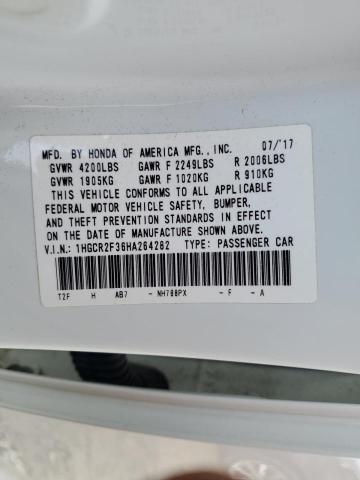 MFD. BY HONDA OF AMERICA MFG., INC. 07/'17
GVWR 4200LBS GAWR F 2249LBS R 2006LBS
GVWR 1905KG GAWR F 1020KG R 910KG
THIS VEHICLE CONFORMS TO ALL APPLICABLE
FEDERAL MOTOR VEHICLE SAFETY, BUMPER,
AND THEFT PREVENTION STANDARDS IN EFFECT
ON THE DATE OF MANUFACTURE SHOWN ABOVE.
V.I.N.: 1HGCR2F36HA264282 TYPE: PASSENGER CAR
T2F H AB7 - NH788PX - F - A